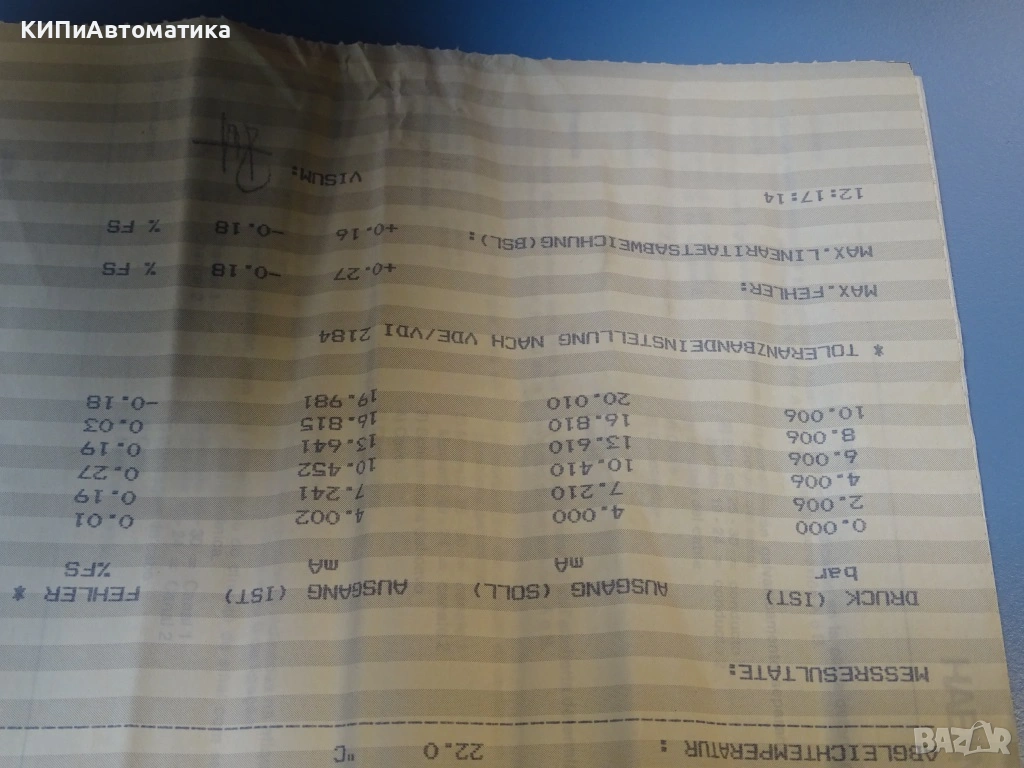 КИПиАвтоматика
ABGLEICHTEMPERATUR : 22.0 °C
MESSRESULTATE:
DRUCK (IST) AUSGANG (SOLL) AUSGANG (IST) FEHLER *
bar mA mA %FS
0.000 4.000 4.002 0.01
2.006 7.210 7.241 0.19
4.006 10.410 10.452 0.27
6.006 13.610 13.641 0.19
8.006 16.810 16.815 0.03
10.006 20.010 19.981 -0.18
* TOLERANZBANDEINSTELLUNG NACH VDE/VDI 2184
MAX.FEHLER: +0.27 -0.18 % FS
MAX.LINEARITAETSABWEICHUNG(BSL): +0.16 -0.18 % FS
12:17:14 VISUM:
BAZAR